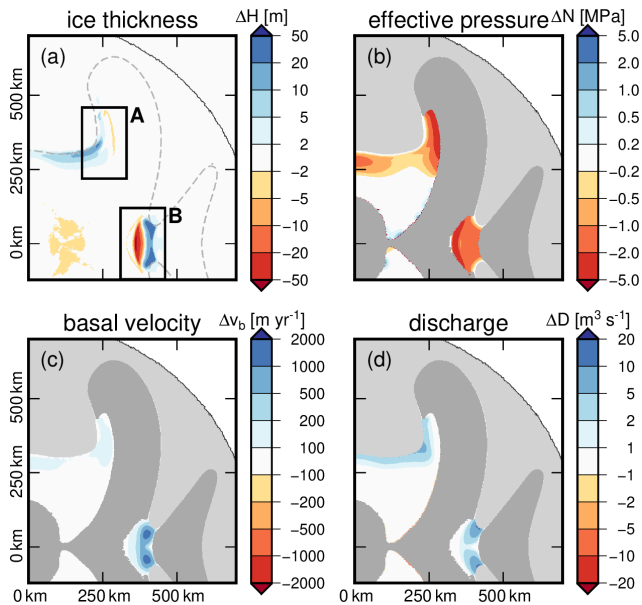 ice thickness
ΔH [m]
effective pressure
ΔN [MPa]
(a)
A
B
500 km
250 km
0 km
50
20
10
5
2
−2
−5
−10
−20
−50
(b)
5.0
2.0
1.0
0.5
0.2
−0.2
−0.5
−1.0
−2.0
−5.0
basal velocity
Δvb [m yr-1]
discharge
ΔD [m3 s-1]
(c)
500 km
250 km
0 km
0 km
250 km
500 km
2000
1000
500
200
100
−100
−200
−500
−1000
−2000
(d)
0 km
250 km
500 km
20
10
5
2
1
−1
−2
−5
−10
−20